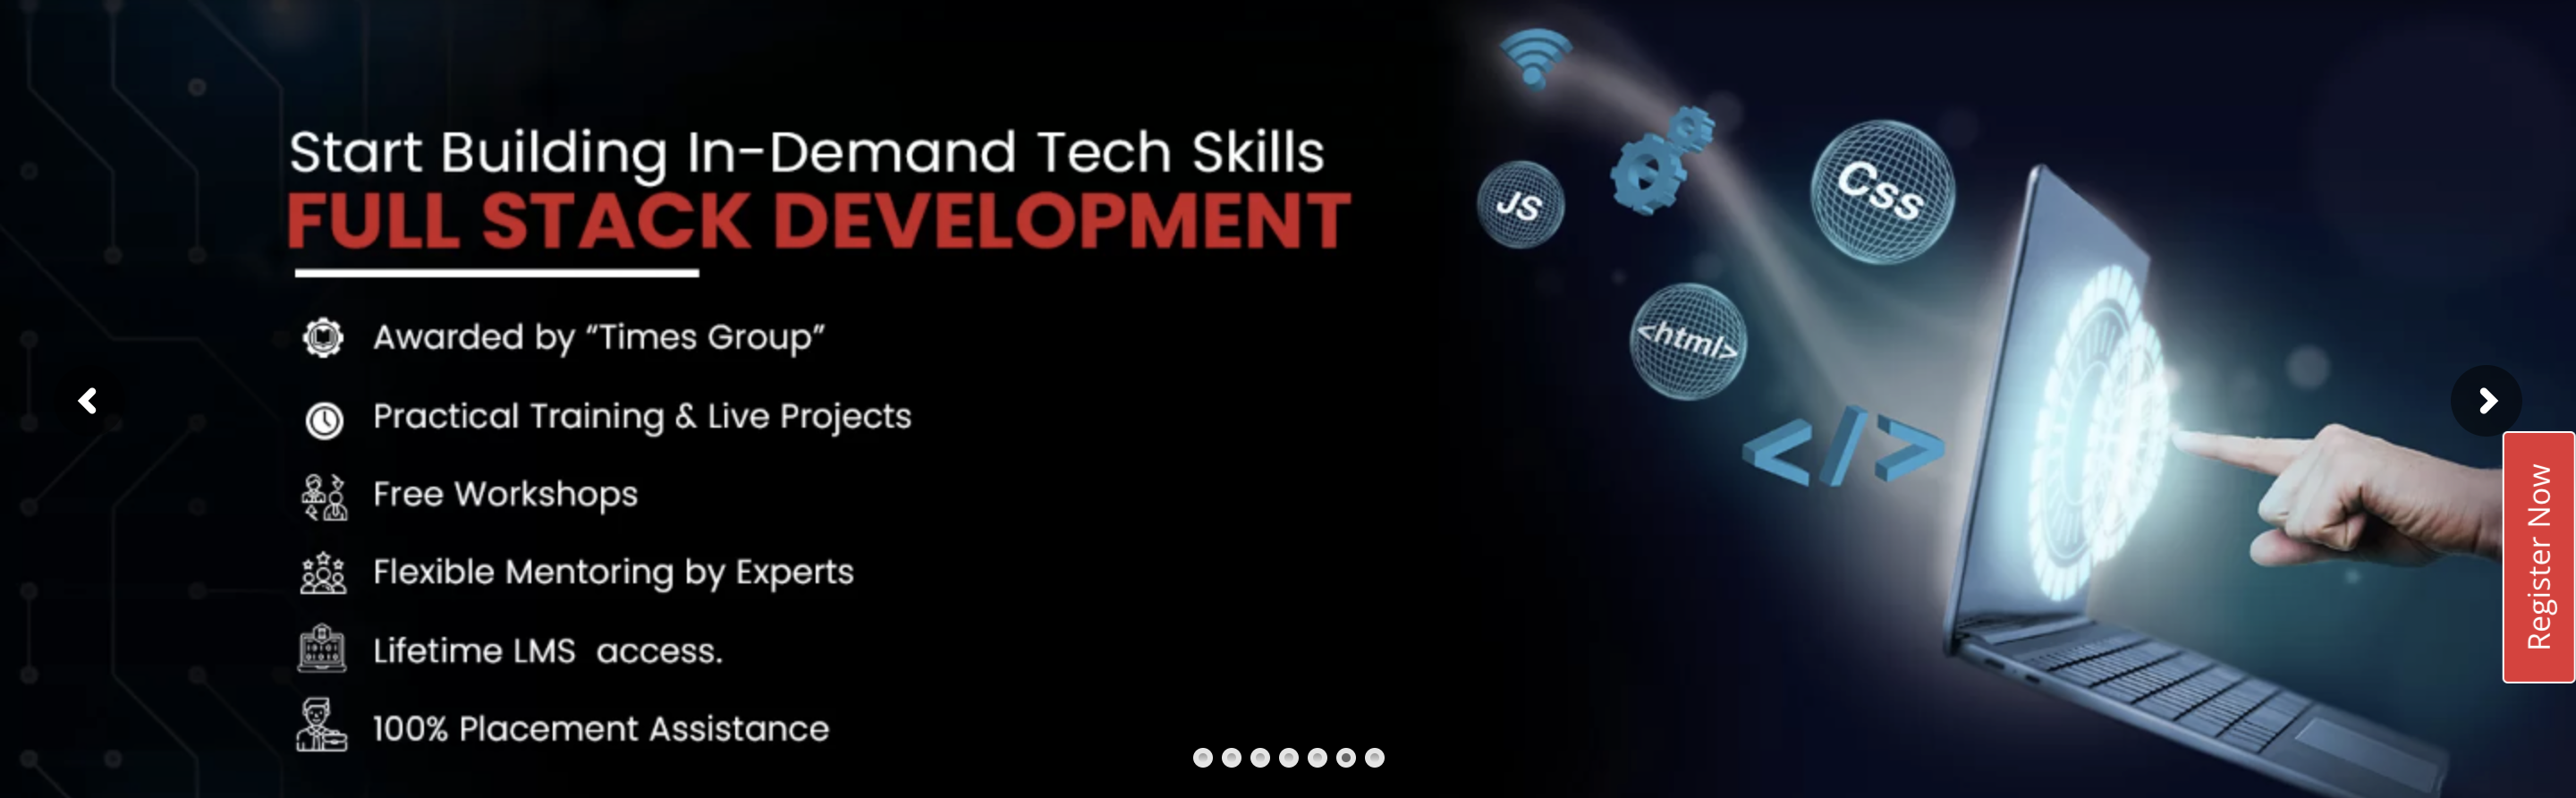 Start Building In-Demand Tech Skills
FULL STACK DEVELOPMENT
Awarded by “Times Group”
Practical Training & Live Projects
Free Workshops
Flexible Mentoring by Experts
Lifetime LMS  access.
100% Placement Assistance
JS
Css
<html>
</>
Register Now